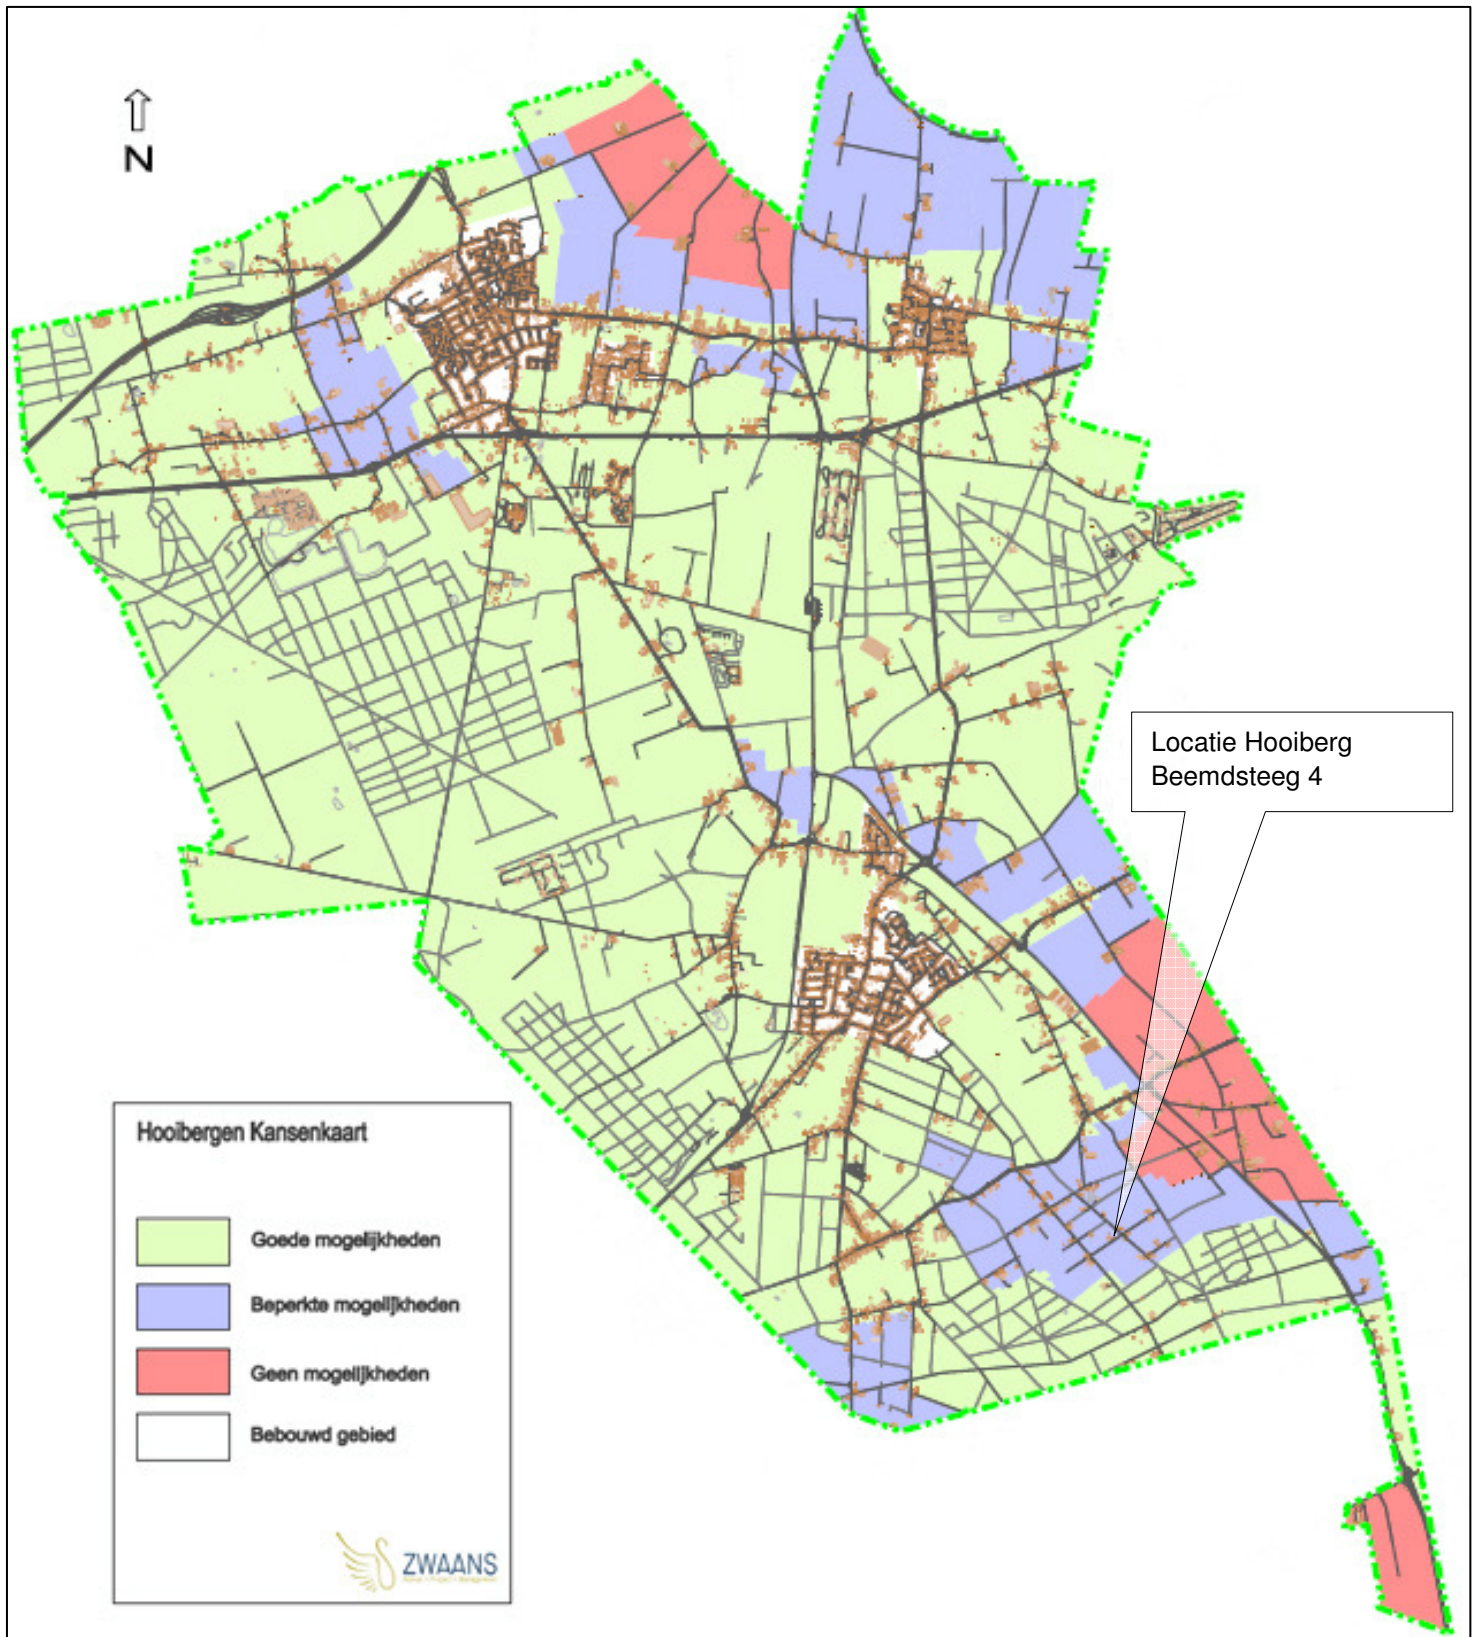 N
Locatie Hooiberg
Beemdsteeg 4
Hooibergen Kansenkaart
Goede mogelijkheden
Beperkte mogelijkheden
Geen mogelijkheden
Bebouwd gebied
ZWAANS